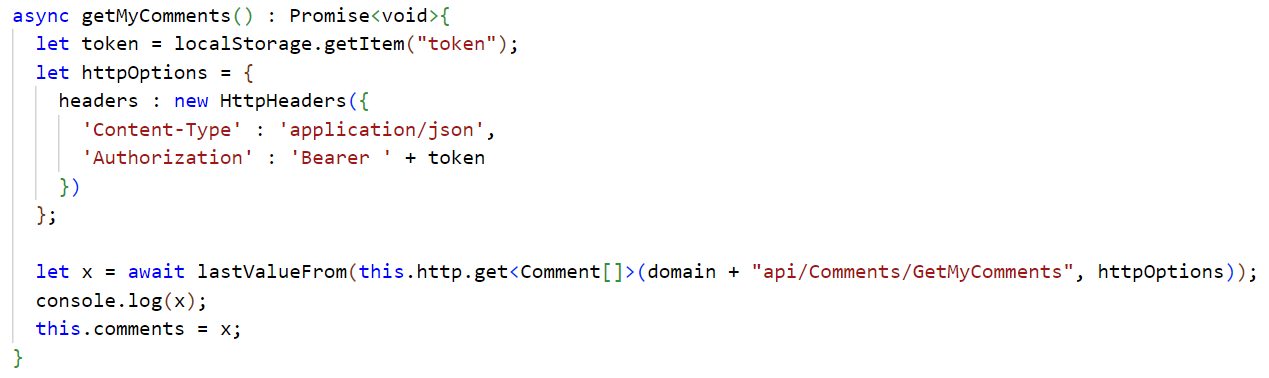 async getMyComments() : Promise<void>{
  let token = localStorage.getItem("token");
  let httpOptions = {
    headers : new HttpHeaders({
      'Content-Type' : 'application/json',
      'Authorization' : 'Bearer ' + token
    })
  };

  let x = await lastValueFrom(this.http.get<Comment[]>(domain + "api/Comments/GetMyComments", httpOptions));
  console.log(x);
  this.comments = x;
}